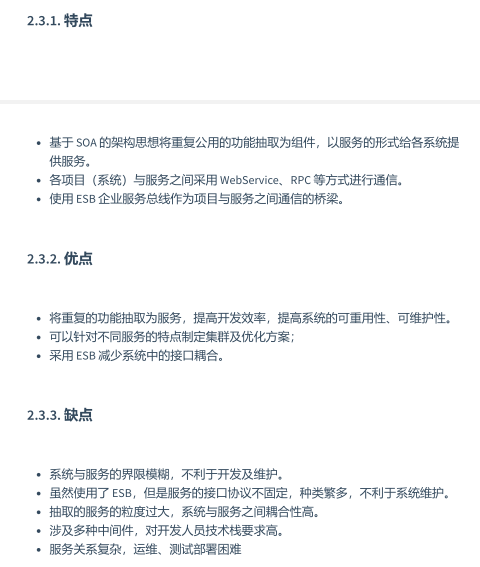 2.3.1. 特点
• 基于 SOA 的架构思想将重复公用的功能抽取为组件，以服务的形式给各系统提
供服务。
• 各项目（系统）与服务之间采用 WebService、RPC 等方式进行通信。
• 使用 ESB 企业服务总线作为项目与服务之间通信的桥梁。
2.3.2. 优点
• 将重复的功能抽取为服务，提高开发效率，提高系统的可重用性、可维护性。
• 可以针对不同服务的特点制定集群及优化方案；
• 采用 ESB 减少系统中的接口耦合。
2.3.3. 缺点
• 系统与服务的界限模糊，不利于开发及维护。
• 虽然使用了 ESB，但是服务的接口协议不固定，种类繁多，不利于系统维护。
• 抽取的服务的粒度过大，系统与服务之间耦合性高。
• 涉及多种中间件，对开发人员技术栈要求高。
• 服务关系复杂，运维、测试部署困难